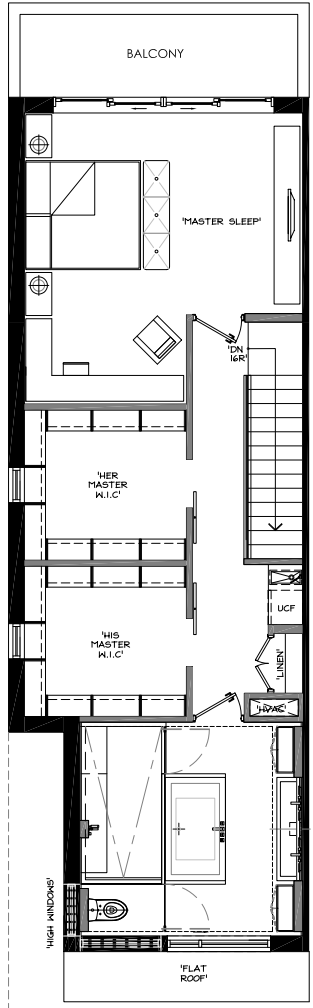 BALCONY
'MASTER SLEEP'
'DN
16R'
'HER
MASTER
W.I.C'
'HIS
MASTER
W.I.C'
UCF
'LINEN'
'HVAC'
'HIGH WINDOWS'
'FLAT
ROOF'